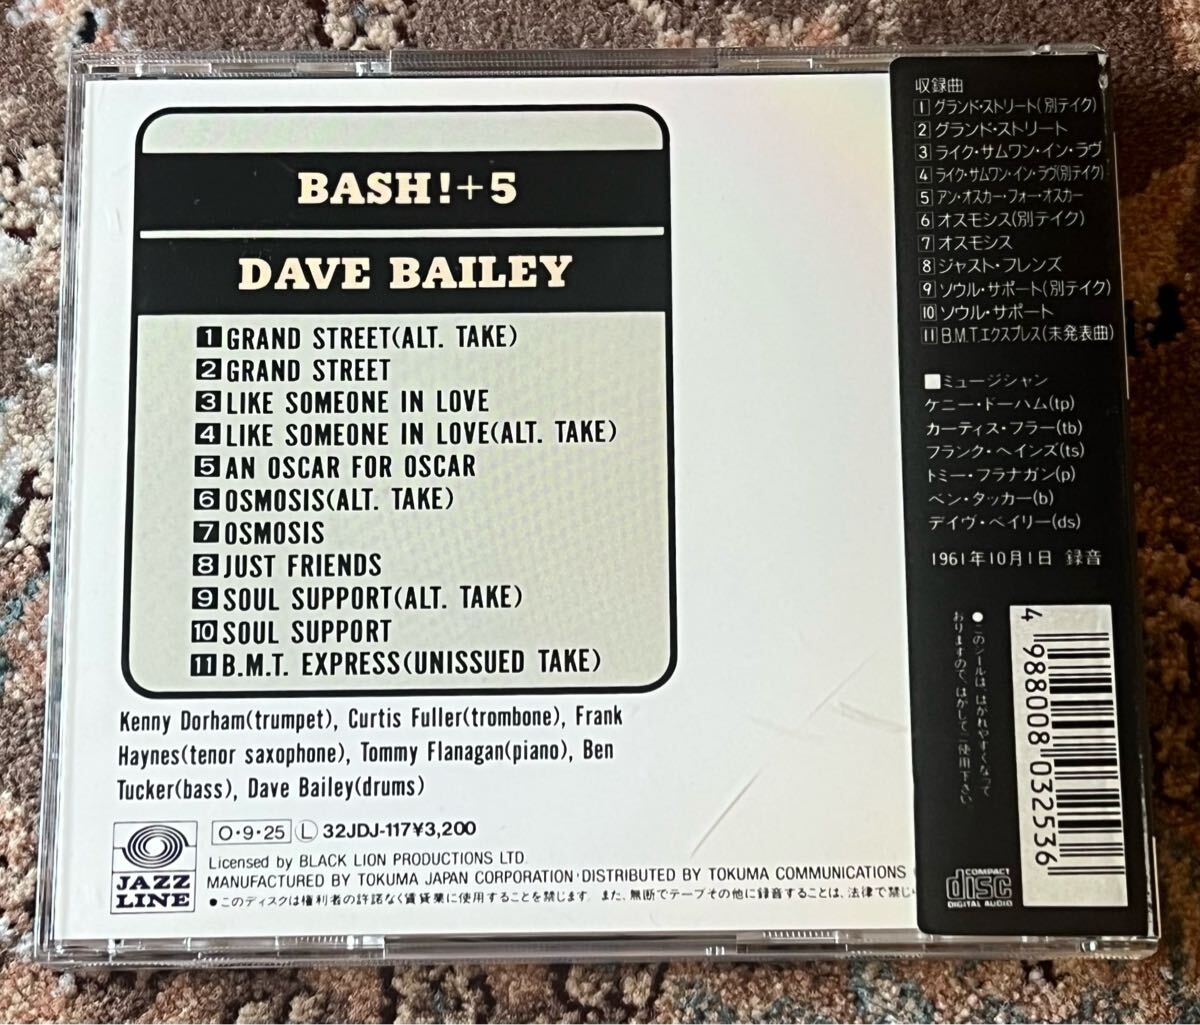 BASH!+5
DAVE BAILEY
1 GRAND STREET(ALT. TAKE)
2 GRAND STREET
3 LIKE SOMEONE IN LOVE
4 LIKE SOMEONE IN LOVE(ALT. TAKE)
5 AN OSCAR FOR OSCAR
6 OSMOSIS(ALT. TAKE)
7 OSMOSIS
8 JUST FRIENDS
9 SOUL SUPPORT(ALT. TAKE)
10 SOUL SUPPORT
11 B.M.T. EXPRESS(UNISSUED TAKE)
Kenny Dorham(trumpet), Curtis Fuller(trombone), Frank
Haynes(tenor saxophone), Tommy Flanagan(piano), Ben
Tucker(bass), Dave Bailey(drums)
JAZZ
LINE
O・9・25 Ⓛ 32JDJ-117¥3,200
Licensed by BLACK LION PRODUCTIONS LTD.
MANUFACTURED BY TOKUMA JAPAN CORPORATION・DISTRIBUTED BY TOKUMA COMMUNICATIONS
●このディスクは権利者の許諾なく賃貸業に使用することを禁じます。また、無断でテープその他に録音することは、法律で禁じ
収録曲
1 グランド・ストリート(別テイク)
2 グランド・ストリート
3 ライク・サムワン・イン・ラヴ
4 ライク・サムワン・イン・ラヴ(別テイク)
5 アン・オスカー・フォー・オスカー
6 オスモシス(別テイク)
7 オスモシス
8 ジャスト・フレンズ
9 ソウル・サポート(別テイク)
10 ソウル・サポート
11 B.M.T.エクスプレス(未発表曲)
■ミュージシャン
ケニー・ドーハム(tp)
カーティス・フラー(tb)
フランク・ヘインズ(ts)
トミー・フラナガン(p)
ベン・タッカー(b)
デイヴ・ベイリー(ds)
1961年10月1日 録音
●このシールは、はがれやすくなって
おりますので、はがしてご使用下さい。
4 988008 032536
COMPACT
disc
DIGITAL AUDIO